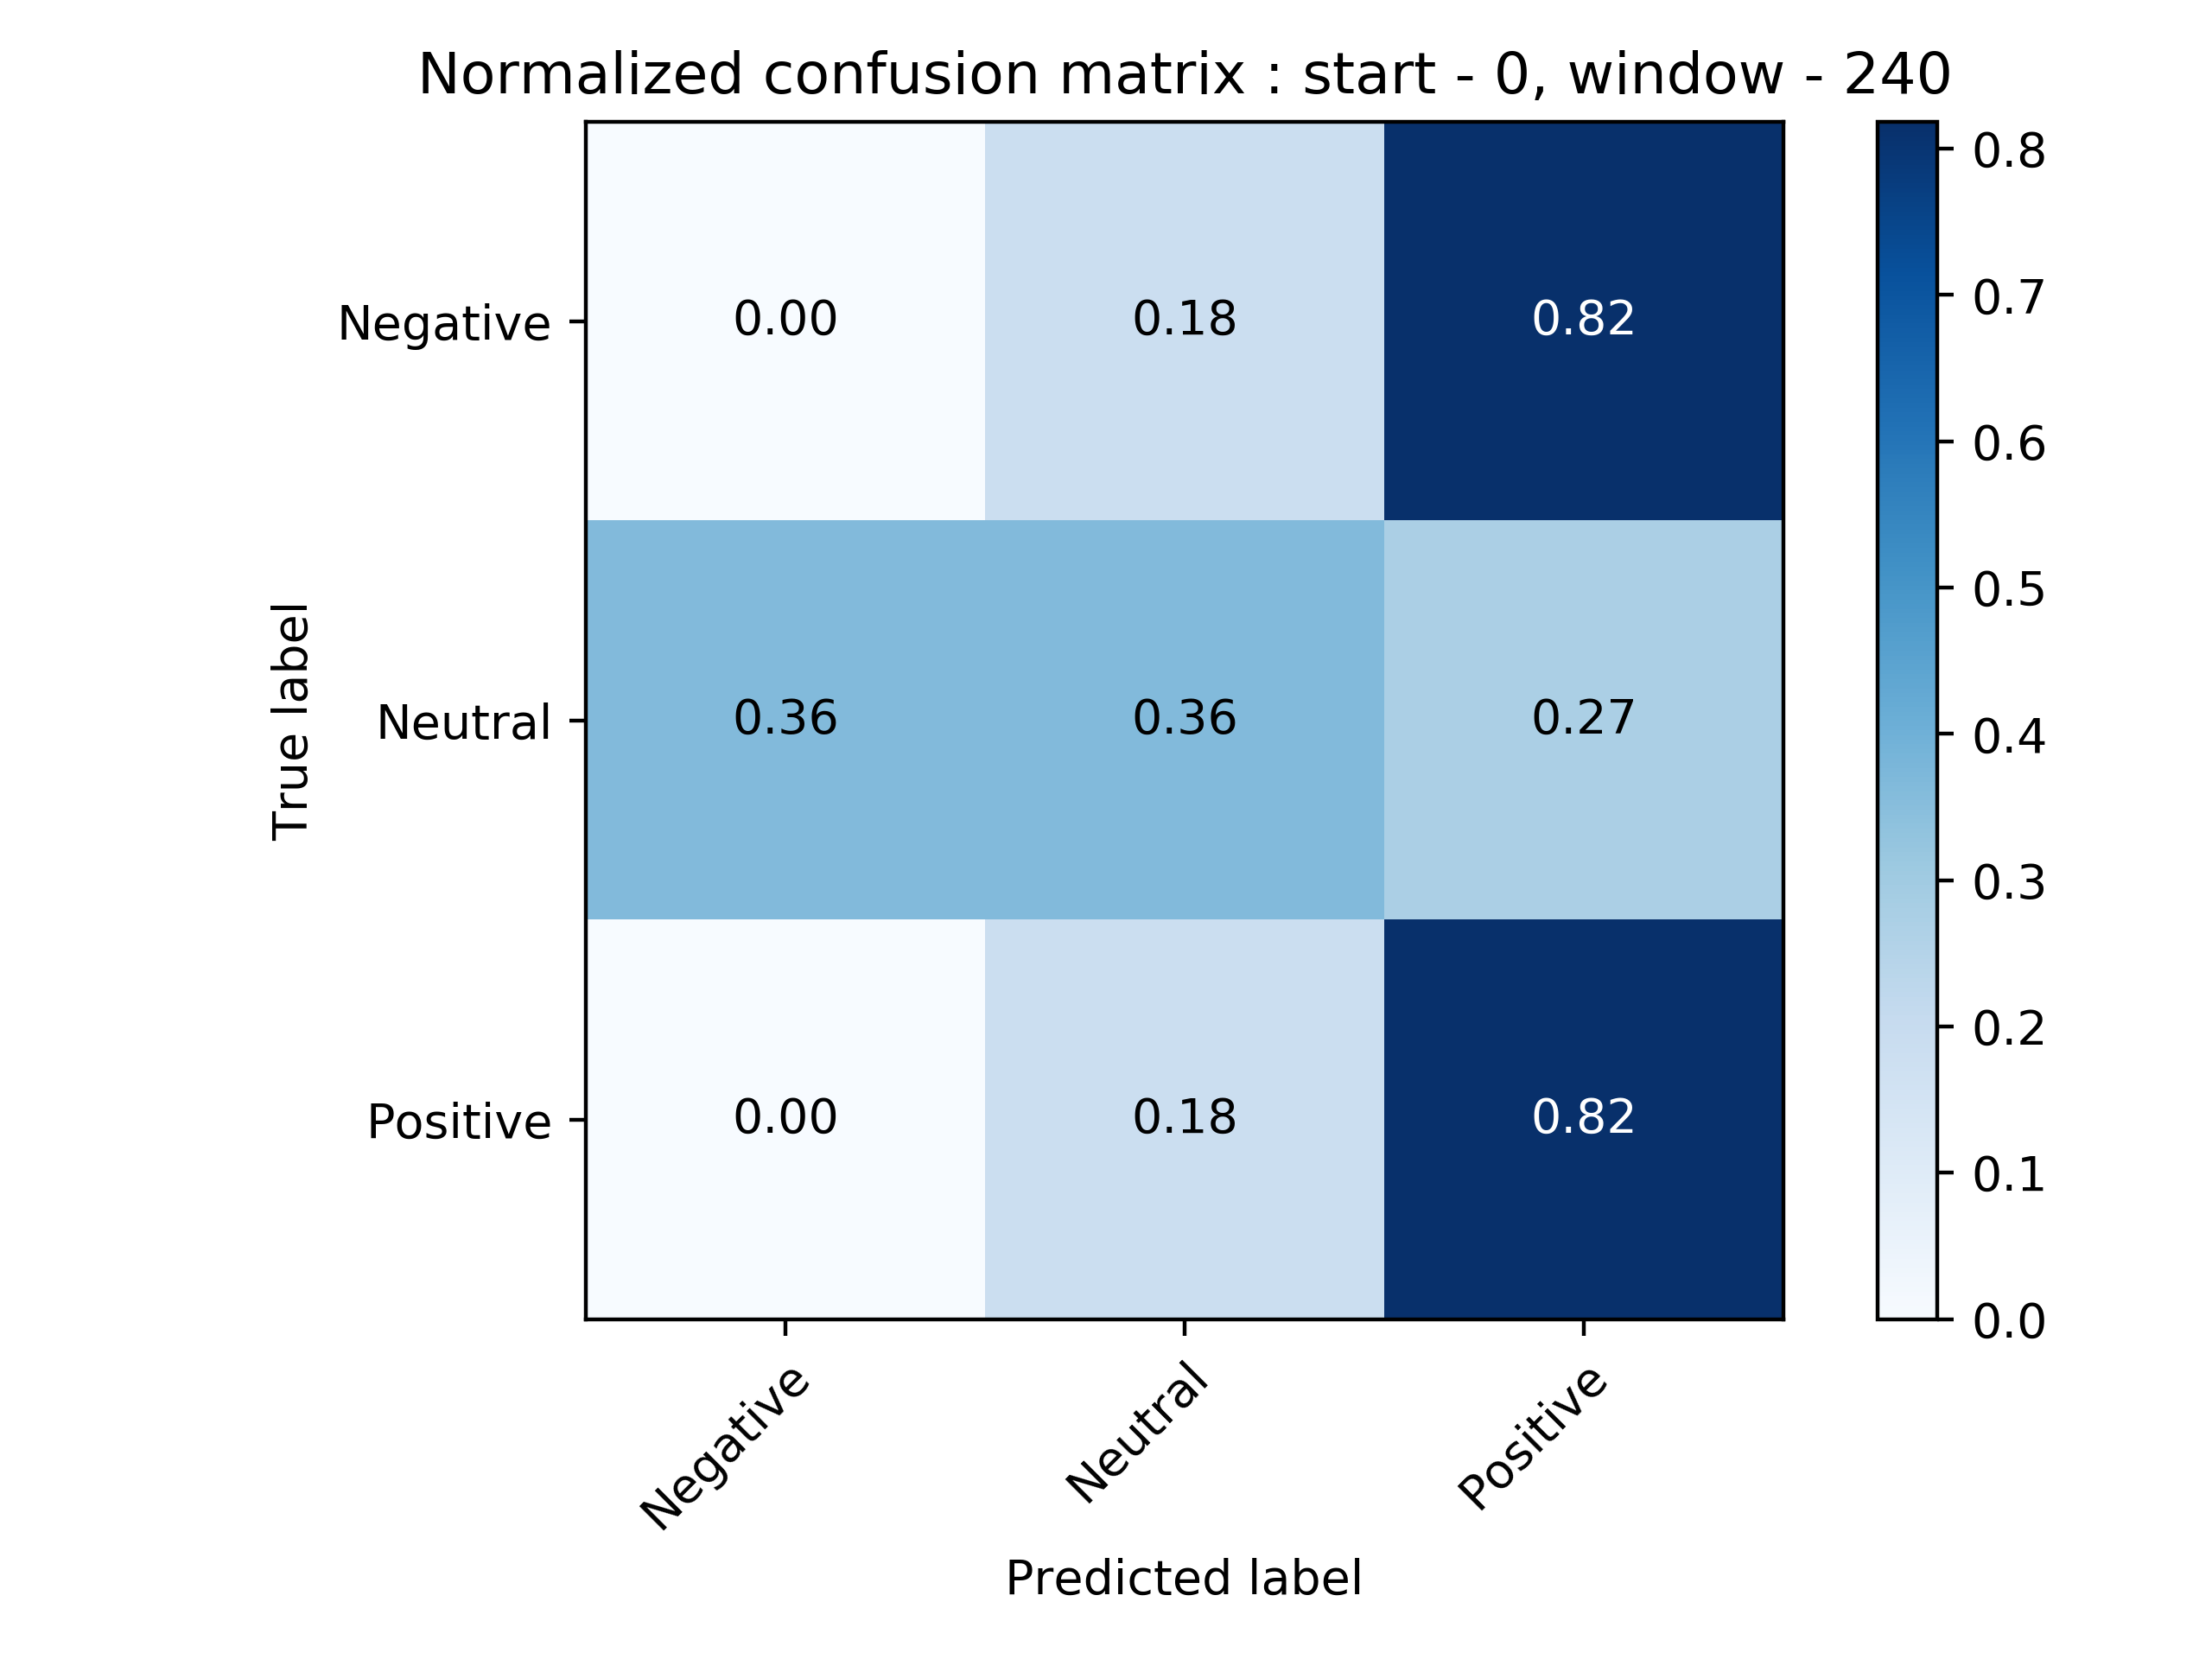 Normalized confusion matrix : start - 0, window - 240
True label
Negative
0.00 0.18 0.82
Neutral
0.36 0.36 0.27
Positive
0.00 0.18 0.82
Negative
Neutral
Positive
Predicted label
0.8
0.7
0.6
0.5
0.4
0.3
0.2
0.1
0.0